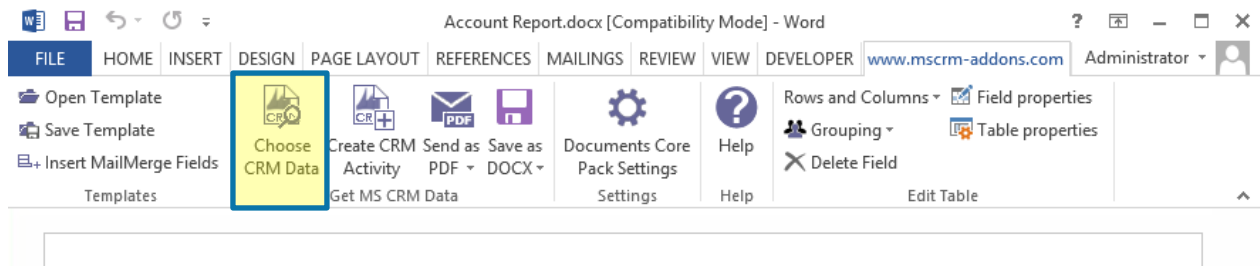 Account Report.docx [Compatibility Mode] - Word ?
FILE HOME INSERT DESIGN PAGE LAYOUT REFERENCES MAILINGS REVIEW VIEW DEVELOPER www.mscrm-addons.com Administrator
Open Template
Save Template
Insert MailMerge Fields
Templates
CRM
Choose
CRM Data
CR
Create CRM
Activity
PDF
Send as
PDF
Save as
DOCX
Get MS CRM Data
Documents Core
Pack Settings
Settings
?
Help
Help
Rows and Columns
Grouping
Delete Field
Field properties
Table properties
Edit Table